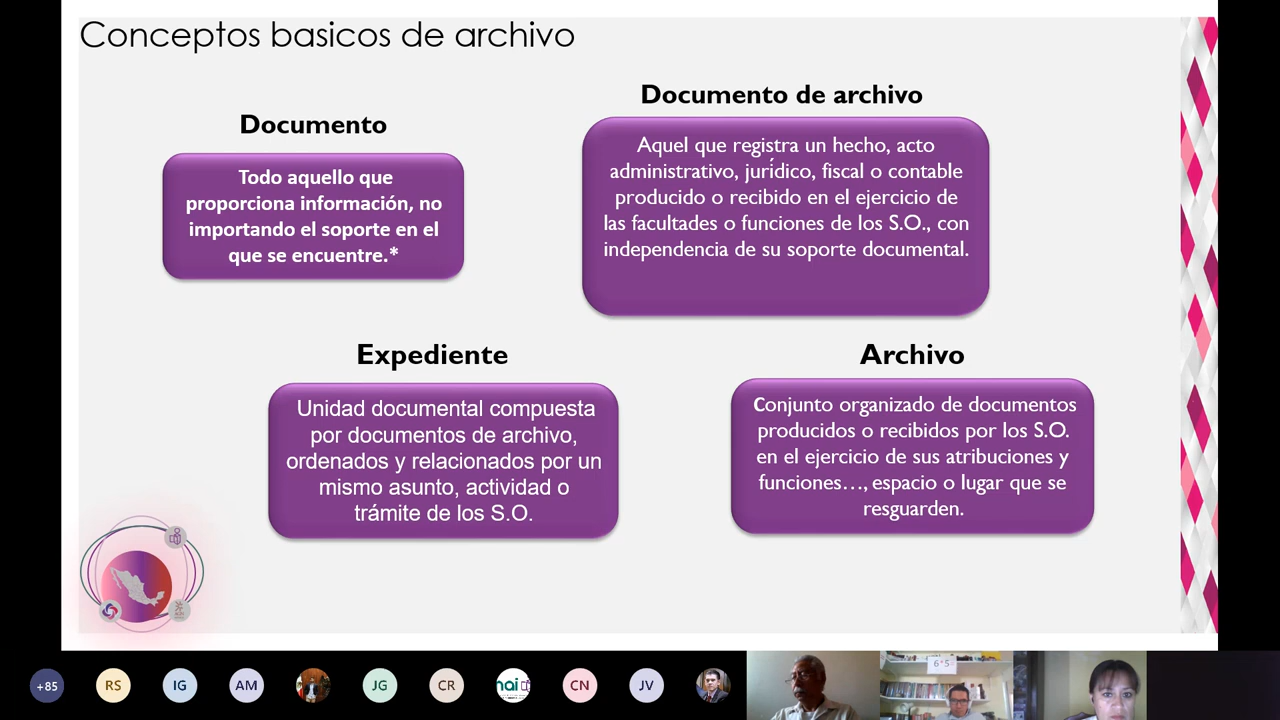 Conceptos basicos de archivo
Documento
Todo aquello que
proporciona información, no
importando el soporte en el
que se encuentre.*
Documento de archivo
Aquel que registra un hecho, acto
administrativo, jurídico, fiscal o contable
producido o recibido en el ejercicio de
las facultades o funciones de los S.O., con
independencia de su soporte documental.
Expediente
Unidad documental compuesta
por documentos de archivo,
ordenados y relacionados por un
mismo asunto, actividad o
trámite de los S.O.
Archivo
Conjunto organizado de documentos
producidos o recibidos por los S.O.
en el ejercicio de sus atribuciones y
funciones…, espacio o lugar que se
resguarden.
+85
RS
IG
AM
JG
CR
nai
CN
JV
6*5